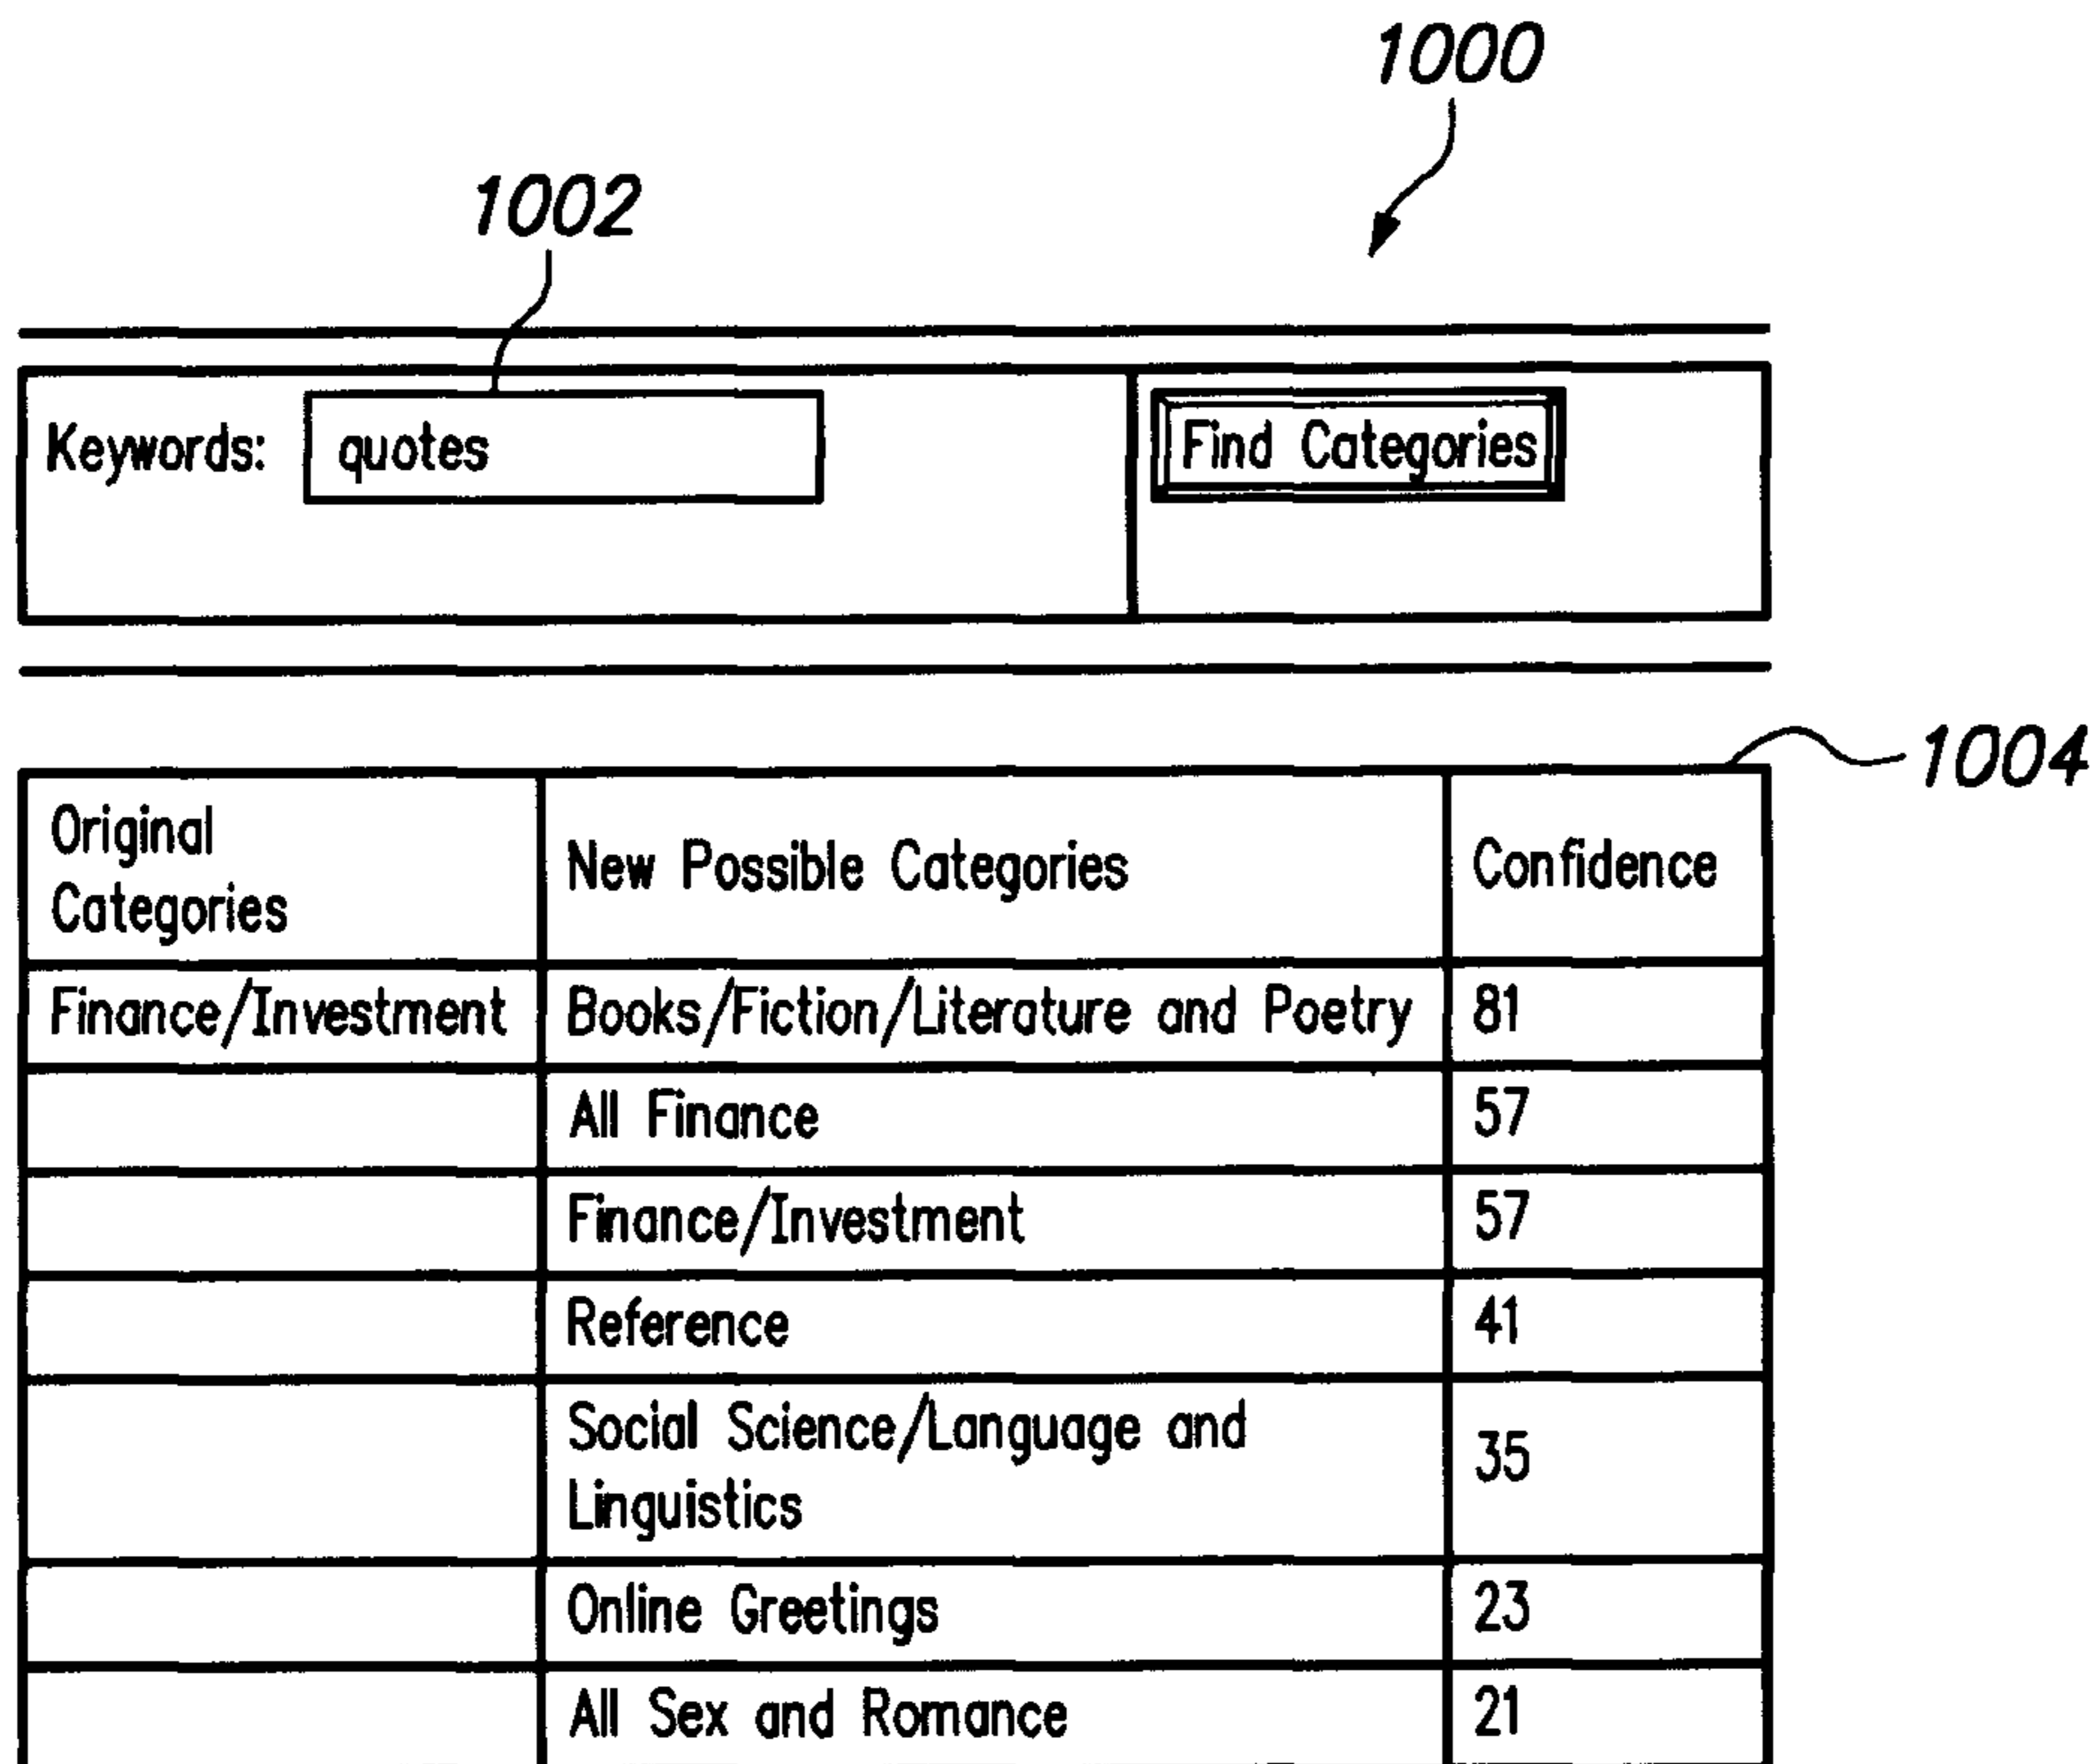 1000
1002
Keywords: quotes Find Categories
1004
Original
Categories
New Possible Categories
Confidence
Finance/Investment Books/Fiction/Literature and Poetry 81
All Finance 57
Finance/Investment 57
Reference 41
Social Science/Language and
Linguistics
35
Online Greetings 23
All Sex and Romance 21